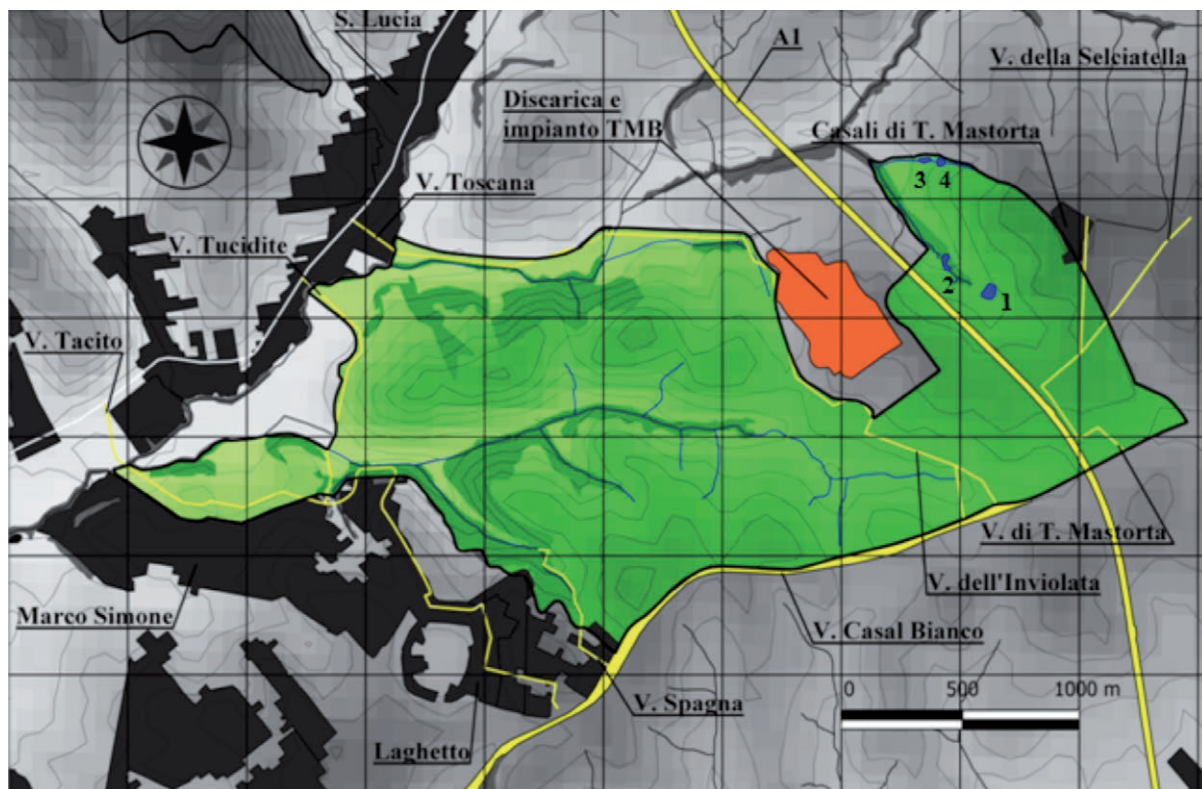 S. Lucia
A1
V. della Selciatella
Discarica e
impianto TMB
Casali di T. Mastorta
3 4
V. Toscana
V. Tucidite
2
1
V. Tacito
V. di T. Mastorta
V. dell'Inviolata
Marco Simone
V. Casal Bianco
0 500 1000 m
V. Spagna
Laghetto